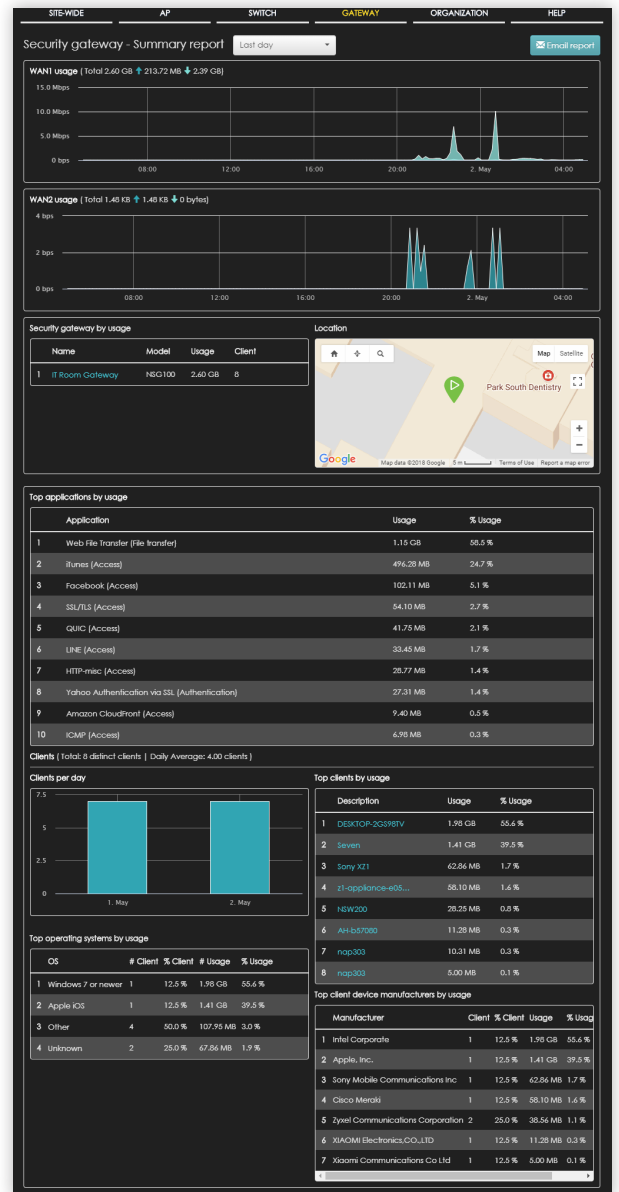 SITE-WIDE AP SWITCH GATEWAY ORGANIZATION HELP
Security gateway - Summary report Last day Email report
WAN1 usage ( Total 2.60 GB 213.72 MB 2.39 GB)
15.0 Mbps
10.0 Mbps
5.0 Mbps
0 bps
08:00 12:00 16:00 20:00 2. May 04:00
WAN2 usage ( Total 1.48 KB 1.48 KB 0 bytes)
4 bps
2 bps
0 bps
08:00 12:00 16:00 20:00 2. May 04:00
Security gateway by usage
Name Model Usage Client
1 IT Room Gateway NSG100 2.60 GB 8
Location
Map Satellite
Park South Dentistry
Google Map data ©2018 Google 5 m Terms of Use Report a map error
Top applications by usage
Application Usage % Usage
1 Web File Transfer (File transfer) 1.15 GB 58.5 %
2 iTunes (Access) 496.28 MB 24.7 %
3 Facebook (Access) 102.11 MB 5.1 %
4 SSL/TLS (Access) 54.10 MB 2.7 %
5 QUIC (Access) 41.75 MB 2.1 %
6 LINE (Access) 33.45 MB 1.7 %
7 HTTP-misc (Access) 28.77 MB 1.4 %
8 Yahoo Authentication via SSL (Authentication) 27.31 MB 1.4 %
9 Amazon CloudFront (Access) 9.40 MB 0.5 %
10 ICMP (Access) 6.98 MB 0.3 %
Clients ( Total: 8 distinct clients | Daily Average: 4.00 clients )
Clients per day
7.5
5
2.5
0
1. May 2. May
Top clients by usage
Description Usage % Usage
1 DESKTOP-2GS98TV 1.98 GB 55.6 %
2 Seven 1.41 GB 39.5 %
3 Sony XZ1 62.86 MB 1.7 %
4 z1-appliance-e05... 58.10 MB 1.6 %
5 NSW200 28.25 MB 0.8 %
6 AH-b57080 11.28 MB 0.3 %
7 nap303 10.31 MB 0.3 %
8 nap303 5.00 MB 0.1 %
Top operating systems by usage
OS # Client % Client # Usage % Usage
1 Windows 7 or newer 1 12.5 % 1.98 GB 55.6 %
2 Apple iOS 1 12.5 % 1.41 GB 39.5 %
3 Other 4 50.0 % 107.95 MB 3.0 %
4 Unknown 2 25.0 % 67.86 MB 1.9 %
Top client device manufacturers by usage
Manufacturer Client % Client Usage % Usag
1 Intel Corporate 1 12.5 % 1.98 GB 55.6 %
2 Apple, Inc. 1 12.5 % 1.41 GB 39.5 %
3 Sony Mobile Communications Inc 1 12.5 % 62.86 MB 1.7 %
4 Cisco Meraki 1 12.5 % 58.10 MB 1.6 %
5 Zyxel Communications Corporation 2 25.0 % 38.56 MB 1.1 %
6 XIAOMI Electronics,CO.,LTD 1 12.5 % 11.28 MB 0.3 %
7 Xiaomi Communications Co Ltd 1 12.5 % 5.00 MB 0.1 %